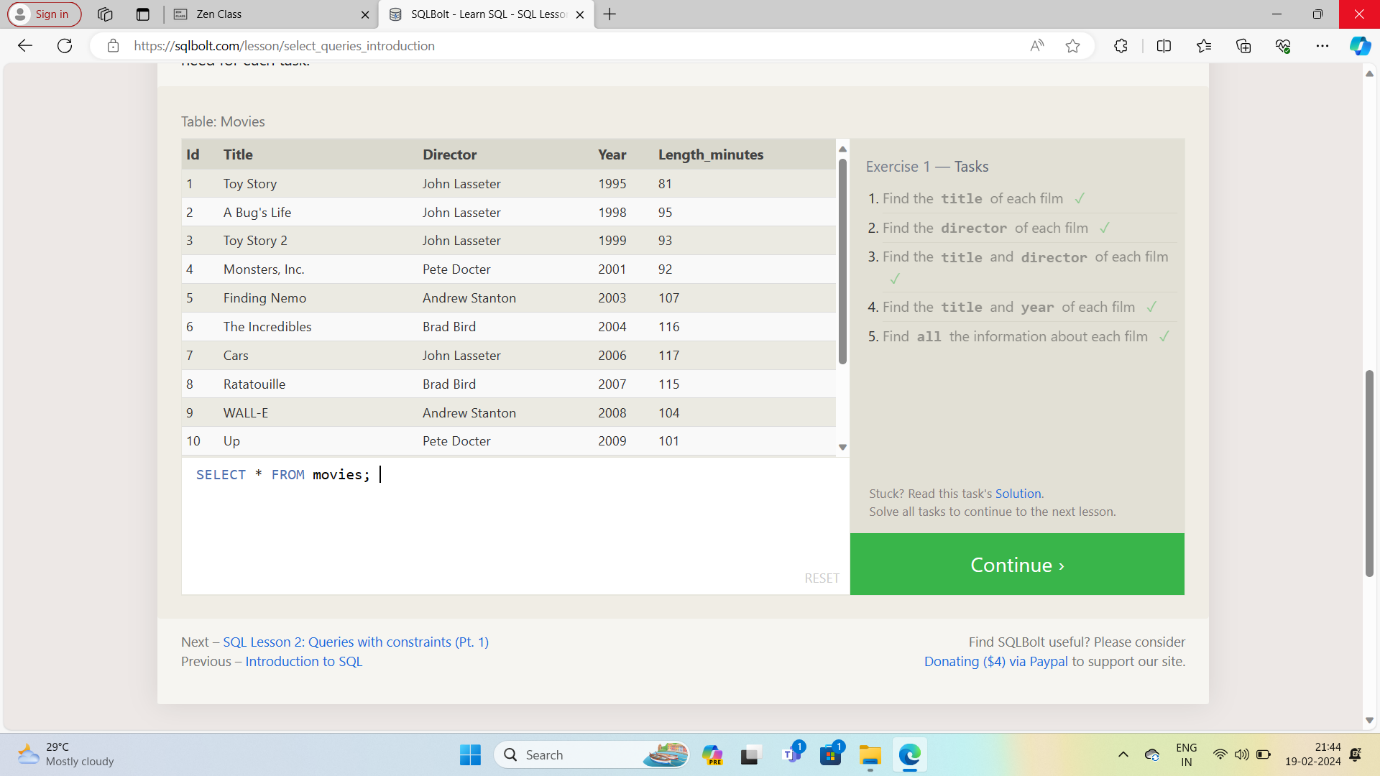 Sign in
Zen Class
SQLBolt - Learn SQL - SQL Lesso
https://sqlbolt.com/lesson/select_queries_introduction
need for each task.
Table: Movies
Id Title Director Year Length_minutes
1 Toy Story John Lasseter 1995 81
2 A Bug's Life John Lasseter 1998 95
3 Toy Story 2 John Lasseter 1999 93
4 Monsters, Inc. Pete Docter 2001 92
5 Finding Nemo Andrew Stanton 2003 107
6 The Incredibles Brad Bird 2004 116
7 Cars John Lasseter 2006 117
8 Ratatouille Brad Bird 2007 115
9 WALL-E Andrew Stanton 2008 104
10 Up Pete Docter 2009 101
SELECT * FROM movies;
RESET
Exercise 1 — Tasks
1. Find the title of each film ✓
2. Find the director of each film ✓
3. Find the title and director of each film
✓
4. Find the title and year of each film ✓
5. Find all the information about each film ✓
Stuck? Read this task's Solution.
Solve all tasks to continue to the next lesson.
Continue ›
Next – SQL Lesson 2: Queries with constraints (Pt. 1)
Previous – Introduction to SQL
Find SQLBolt useful? Please consider
Donating ($4) via Paypal to support our site.
29°C
Mostly cloudy
Search
PRE
1
1
ENG
IN
21:44
19-02-2024